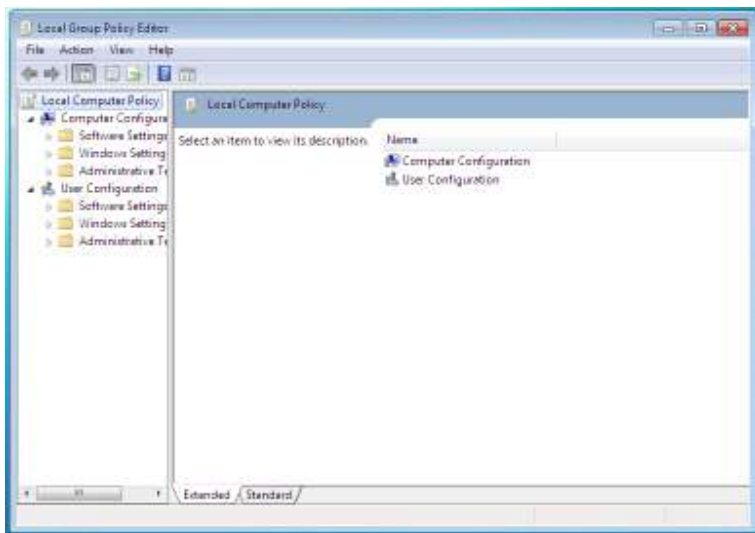 Local Group Policy Editor
File Action View Help
Local Computer Policy
Computer Configura
Software Settings
Windows Setting
Administrative Te
User Configuration
Software Settings
Windows Setting
Administrative Te
Local Computer Policy
Select an item to view its description.
Name
Computer Configuration
User Configuration
Extended Standard